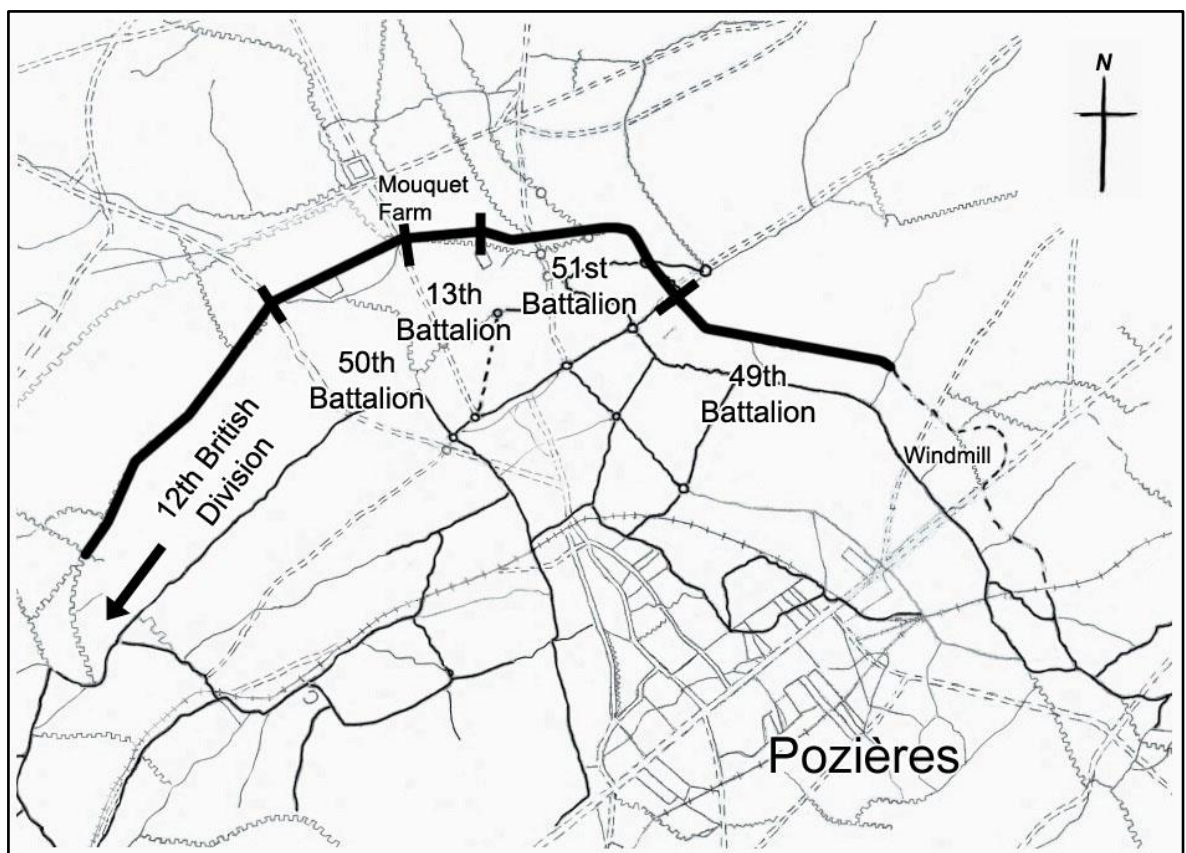 N
Mouquet
Farm
51st
Battalion
13th
Battalion
50th
Battalion
49th
Battalion
12th British
Division
Windmill
Pozières